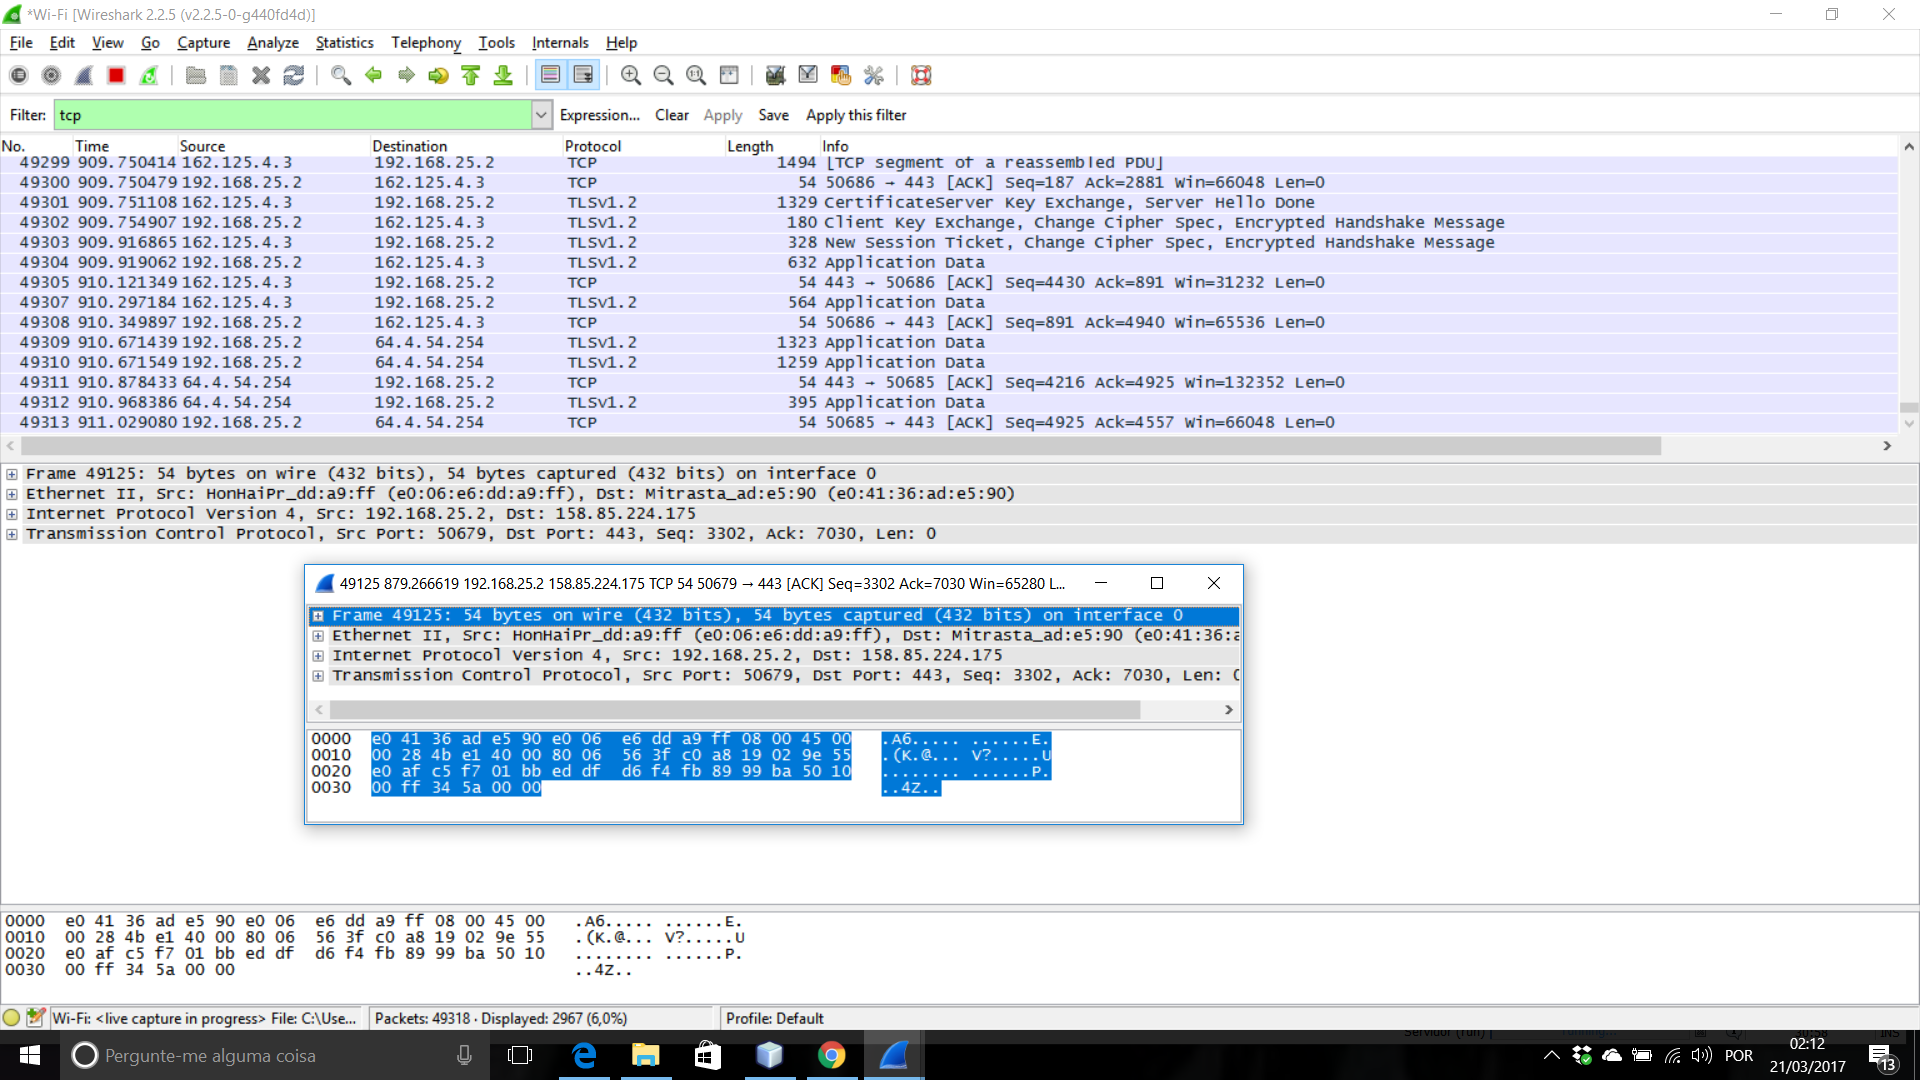 *Wi-Fi [Wireshark 2.2.5 (v2.2.5-0-g440fd4d)]
File Edit View Go Capture Analyze Statistics Telephony Tools Internals Help
Filter: tcp Expression... Clear Apply Save Apply this filter
No. Time Source Destination Protocol Length Info
49299 909.750414 162.125.4.3 192.168.25.2 TCP 1494 [TCP segment of a reassembled PDU]
49300 909.750479 192.168.25.2 162.125.4.3 TCP 54 50686 → 443 [ACK] Seq=187 Ack=2881 Win=66048 Len=0
49301 909.751108 162.125.4.3 192.168.25.2 TLSv1.2 1329 CertificateServer Key Exchange, Server Hello Done
49302 909.754907 192.168.25.2 162.125.4.3 TLSv1.2 180 Client Key Exchange, Change Cipher Spec, Encrypted Handshake Message
49303 909.916865 162.125.4.3 192.168.25.2 TLSv1.2 328 New Session Ticket, Change Cipher Spec, Encrypted Handshake Message
49304 909.919062 192.168.25.2 162.125.4.3 TLSv1.2 632 Application Data
49305 910.121349 162.125.4.3 192.168.25.2 TCP 54 443 → 50686 [ACK] Seq=4430 Ack=891 Win=31232 Len=0
49307 910.297184 162.125.4.3 192.168.25.2 TLSv1.2 564 Application Data
49308 910.349897 192.168.25.2 162.125.4.3 TCP 54 50686 → 443 [ACK] Seq=891 Ack=4940 Win=65536 Len=0
49309 910.671439 192.168.25.2 64.4.54.254 TLSv1.2 1323 Application Data
49310 910.671549 192.168.25.2 64.4.54.254 TLSv1.2 1259 Application Data
49311 910.878433 64.4.54.254 192.168.25.2 TCP 54 443 → 50685 [ACK] Seq=4216 Ack=4925 Win=132352 Len=0
49312 910.968386 64.4.54.254 192.168.25.2 TLSv1.2 395 Application Data
49313 911.029080 192.168.25.2 64.4.54.254 TCP 54 50685 → 443 [ACK] Seq=4925 Ack=4557 Win=66048 Len=0
Frame 49125: 54 bytes on wire (432 bits), 54 bytes captured (432 bits) on interface 0
Ethernet II, Src: HonHaiPr_dd:a9:ff (e0:06:e6:dd:a9:ff), Dst: Mitrasta_ad:e5:90 (e0:41:36:ad:e5:90)
Internet Protocol Version 4, Src: 192.168.25.2, Dst: 158.85.224.175
Transmission Control Protocol, Src Port: 50679, Dst Port: 443, Seq: 3302, Ack: 7030, Len: 0
49125 879.266619 192.168.25.2 158.85.224.175 TCP 54 50679 → 443 [ACK] Seq=3302 Ack=7030 Win=65280 L...
Frame 49125: 54 bytes on wire (432 bits), 54 bytes captured (432 bits) on interface 0
Ethernet II, Src: HonHaiPr_dd:a9:ff (e0:06:e6:dd:a9:ff), Dst: Mitrasta_ad:e5:90 (e0:41:36:a
Internet Protocol Version 4, Src: 192.168.25.2, Dst: 158.85.224.175
Transmission Control Protocol, Src Port: 50679, Dst Port: 443, Seq: 3302, Ack: 7030, Len: 0
0000 e0 41 36 ad e5 90 e0 06 e6 dd a9 ff 08 00 45 00 .A6..... ......E.
0010 00 28 4b e1 40 00 80 06 56 3f c0 a8 19 02 9e 55 .(K.@... V?.....U
0020 e0 af c5 f7 01 bb ed df d6 f4 fb 89 99 ba 50 10 ........ ......P.
0030 00 ff 34 5a 00 00 ..4Z..
0000 e0 41 36 ad e5 90 e0 06 e6 dd a9 ff 08 00 45 00 .A6..... ......E.
0010 00 28 4b e1 40 00 80 06 56 3f c0 a8 19 02 9e 55 .(K.@... V?.....U
0020 e0 af c5 f7 01 bb ed df d6 f4 fb 89 99 ba 50 10 ........ ......P.
0030 00 ff 34 5a 00 00 ..4Z..
Wi-Fi: <live capture in progress> File: C:\Use... Packets: 49318 · Displayed: 2967 (6,0%) Profile: Default
Servidor (run) INS
Pergunte-me alguma coisa POR 02:12 13
21/03/2017